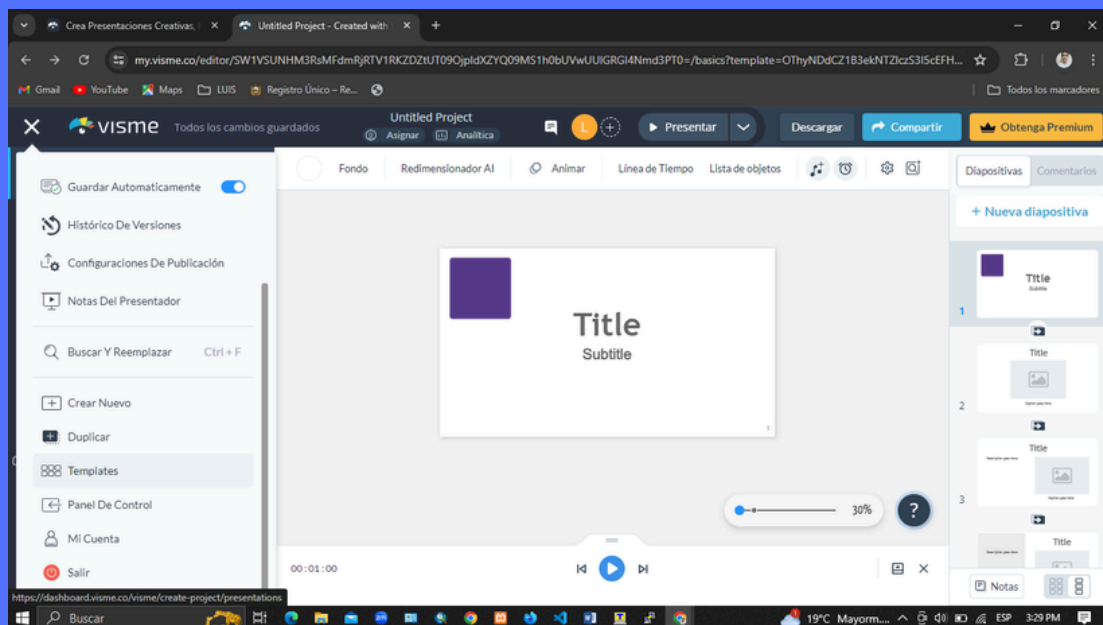 Crea Presentaciones Creativas, I
Untitled Project - Created with
my.visme.co/editor/
Gmail
YouTube
Maps
LUIS
Registro Único – Re...
Todos los marcadores
visme
Todos los cambios guardados
Untitled Project
Asignar
Analítica
L
Presentar
Descargar
Compartir
Obtenga Premium
Guardar Automaticamente
Histórico De Versiones
Configuraciones De Publicación
Notas Del Presentador
Buscar Y Reemplazar Ctrl + F
Crear Nuevo
Duplicar
Templates
Panel De Control
Mi Cuenta
Salir
https://dashboard.visme.co/visme/create-project/presentations
Fondo
Redimensionador AI
Animar
Línea de Tiempo
Lista de objetos
Title
Subtitle
1
30%
?
00:01:00
Diapositivas
Comentarios
+ Nueva diapositiva
Title
Subtitle
1
Title
2
Title
3
Title
Notas
Buscar
19°C Mayorm....
ESP
3:29 PM